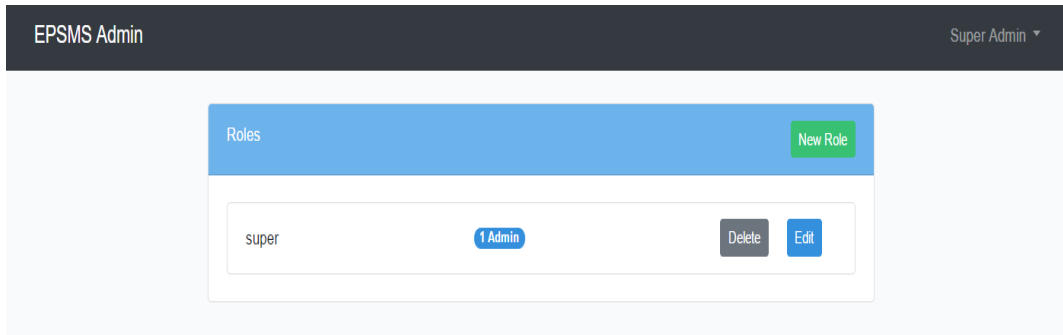 EPSMS Admin
Super Admin
Roles
New Role
super
1 Admin
Delete
Edit